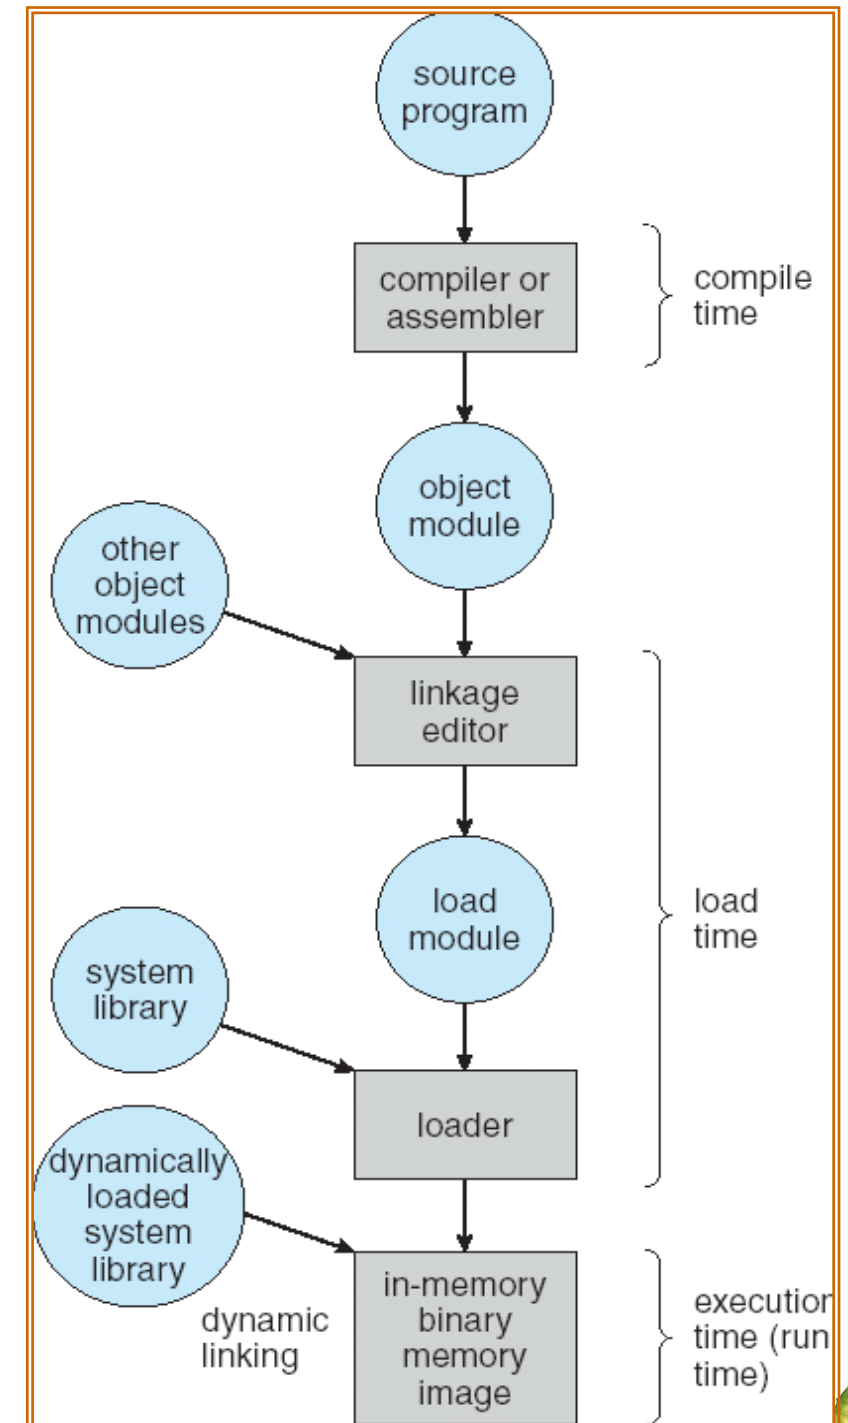 source
program
compiler or
assembler
compile
time
object
module
other
object
modules
linkage
editor
load
module
load
time
system
library
loader
dynamically
loaded
system
library
dynamic
linking
in-memory
binary
memory
image
execution
time (run
time)